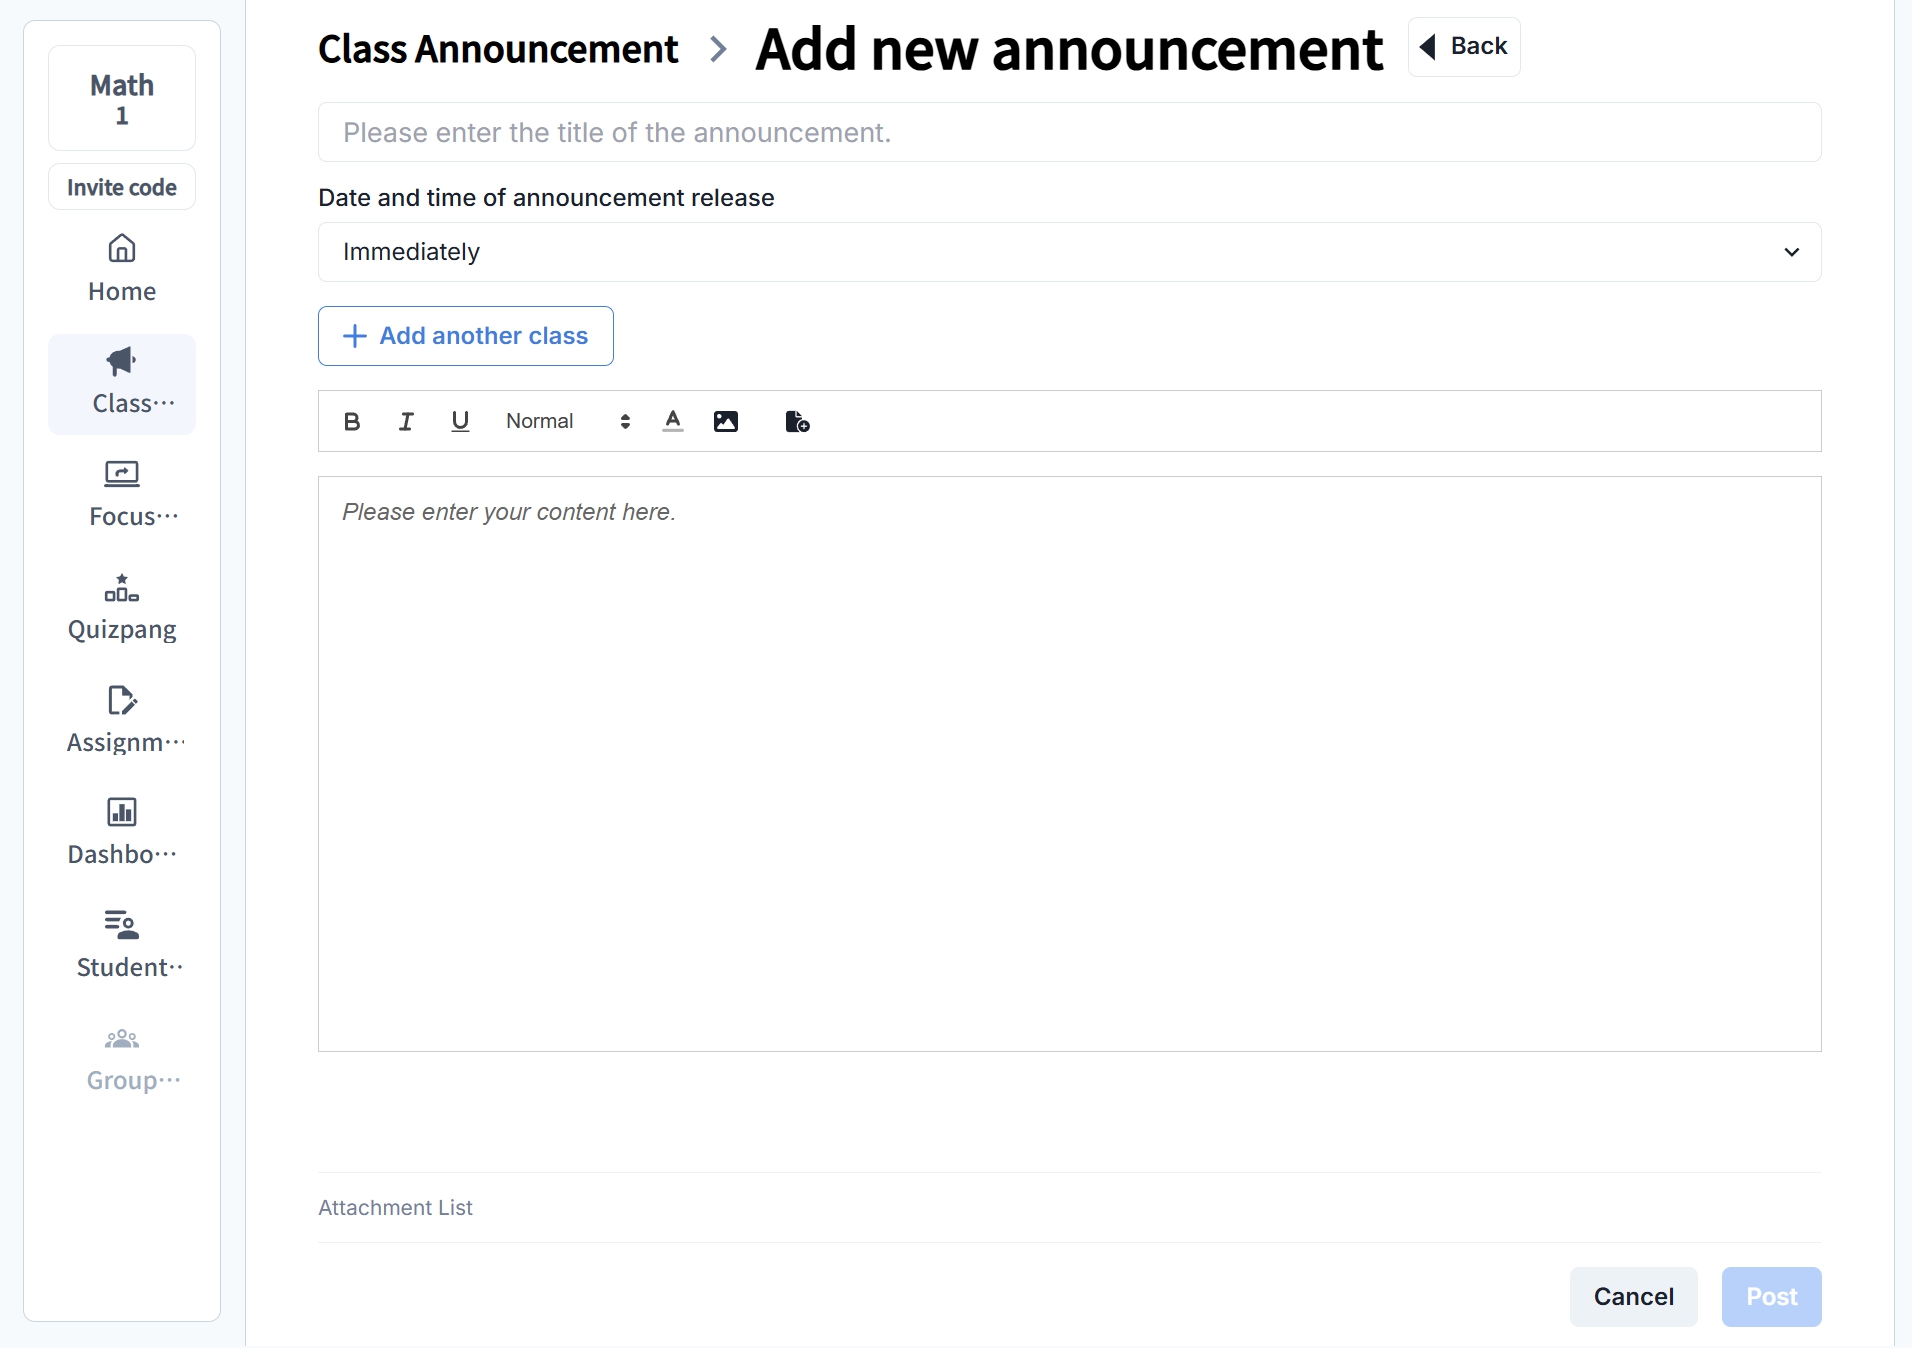 Math
1
Invite code
Home
Class···
Focus···
Quizpang
Assignm···
Dashbo···
Student··
Group···
Class Announcement > Add new announcement
Back
Please enter the title of the announcement.
Date and time of announcement release
Immediately
+ Add another class
B I U Normal A
Please enter your content here.
Attachment List
Cancel
Post